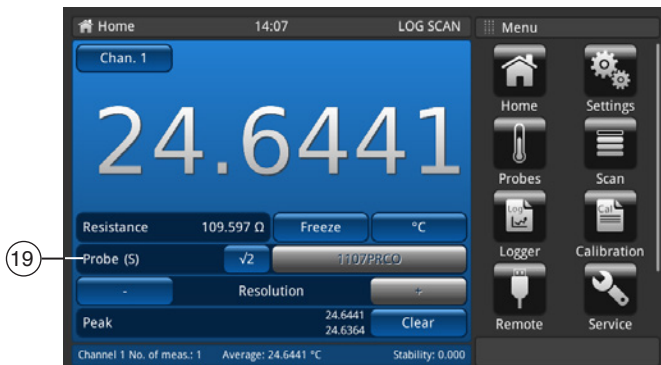 Home 14:07 LOG SCAN
Chan. 1
24.6441
Resistance 109.597 Ω Freeze °C
19 Probe (S) √2 1107PRCO
- Resolution +
Peak 24.6441 24.6364 Clear
Channel 1 No. of meas.: 1 Average: 24.6441 °C Stability: 0.000
Menu
Home Settings
Probes Scan
Log Cal
Logger Calibration
Remote Service